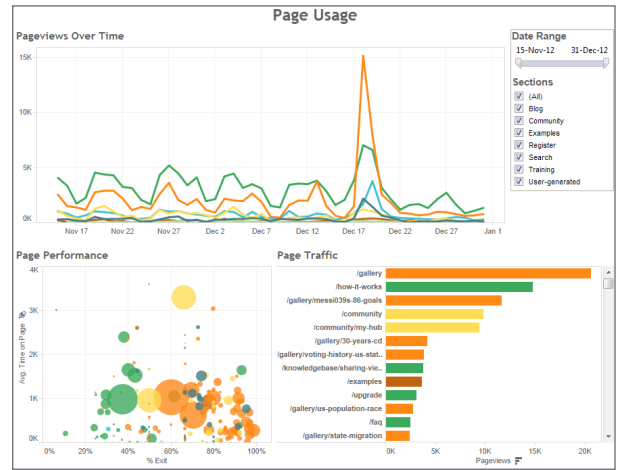 Page Usage
Pageviews Over Time
15K
10K
5K
0K
Nov 17 Nov 22 Nov 27 Dec 2 Dec 7 Dec 12 Dec 17 Dec 22 Dec 27 Jan 1
Date Range
15-Nov-12 31-Dec-12
Sections
(All)
Blog
Community
Examples
Register
Search
Training
User-generated
Page Performance
4K
3K
2K
1K
0K
Avg. Time on Page
0% 20% 40% 60% 80% 100%
% Exit
Page Traffic
/gallery
/how-it-works
/gallery/messi039s-86-goals
/community
/community/my-hub
/gallery/30-years-cd
/gallery/voting-history-us-stat..
/knowledgebase/sharing-vie..
/examples
/upgrade
/gallery/us-population-race
/faq
/gallery/state-migration
0K 5K 10K 15K 20K
Pageviews